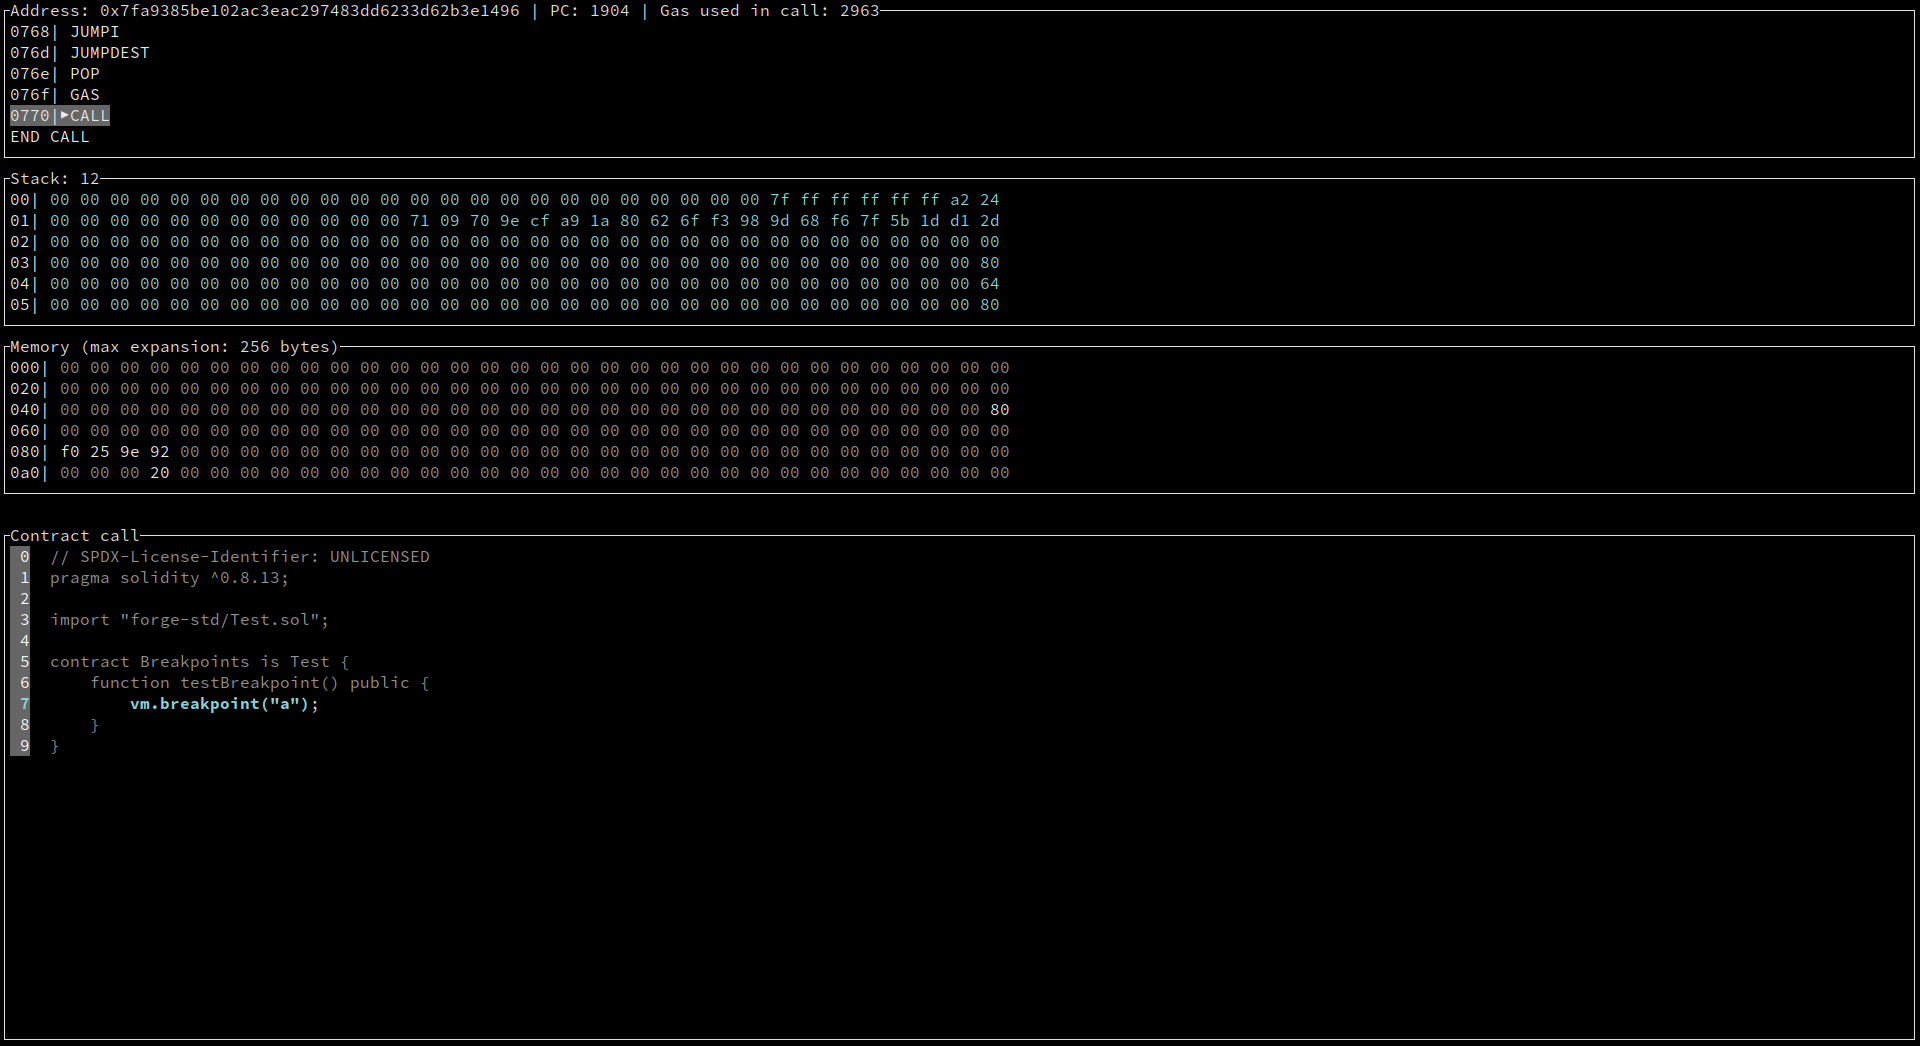 Address: 0x7fa9385be102ac3eac297483dd6233d62b3e1496 | PC: 1904 | Gas used in call: 2963
0768| JUMPI
076d| JUMPDEST
076e| POP
076f| GAS
0770|▶CALL
END CALL
Stack: 12
00| 00 00 00 00 00 00 00 00 00 00 00 00 00 00 00 00 00 00 00 00 00 00 00 00 7f ff ff ff ff ff a2 24
01| 00 00 00 00 00 00 00 00 00 00 00 00 71 09 70 9e cf a9 1a 80 62 6f f3 98 9d 68 f6 7f 5b 1d d1 2d
02| 00 00 00 00 00 00 00 00 00 00 00 00 00 00 00 00 00 00 00 00 00 00 00 00 00 00 00 00 00 00 00 00
03| 00 00 00 00 00 00 00 00 00 00 00 00 00 00 00 00 00 00 00 00 00 00 00 00 00 00 00 00 00 00 00 80
04| 00 00 00 00 00 00 00 00 00 00 00 00 00 00 00 00 00 00 00 00 00 00 00 00 00 00 00 00 00 00 00 64
05| 00 00 00 00 00 00 00 00 00 00 00 00 00 00 00 00 00 00 00 00 00 00 00 00 00 00 00 00 00 00 00 80
Memory (max expansion: 256 bytes)
000| 00 00 00 00 00 00 00 00 00 00 00 00 00 00 00 00 00 00 00 00 00 00 00 00 00 00 00 00 00 00 00 00
020| 00 00 00 00 00 00 00 00 00 00 00 00 00 00 00 00 00 00 00 00 00 00 00 00 00 00 00 00 00 00 00 00
040| 00 00 00 00 00 00 00 00 00 00 00 00 00 00 00 00 00 00 00 00 00 00 00 00 00 00 00 00 00 00 00 80
060| 00 00 00 00 00 00 00 00 00 00 00 00 00 00 00 00 00 00 00 00 00 00 00 00 00 00 00 00 00 00 00 00
080| f0 25 9e 92 00 00 00 00 00 00 00 00 00 00 00 00 00 00 00 00 00 00 00 00 00 00 00 00 00 00 00 00
0a0| 00 00 00 20 00 00 00 00 00 00 00 00 00 00 00 00 00 00 00 00 00 00 00 00 00 00 00 00 00 00 00 00
Contract call
0 // SPDX-License-Identifier: UNLICENSED
1 pragma solidity ^0.8.13;
2
3 import "forge-std/Test.sol";
4
5 contract Breakpoints is Test {
6     function testBreakpoint() public {
7         vm.breakpoint("a");
8     }
9 }